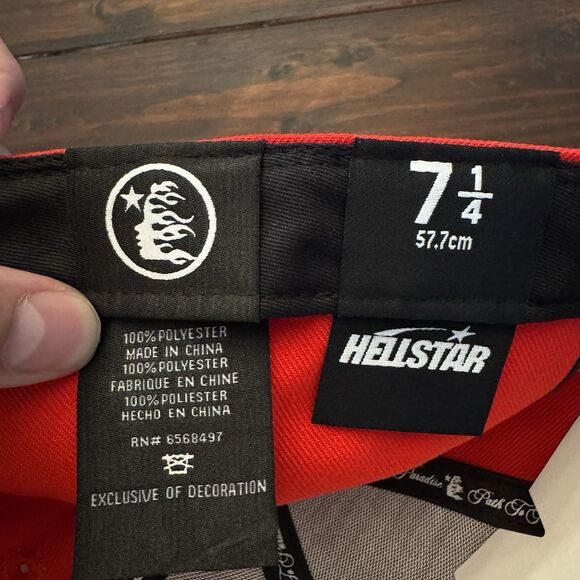 7 1/4
57.7cm
HELLSTAR
100% POLYESTER
MADE IN CHINA
100% POLYESTER
FABRIQUE EN CHINE
100% POLIESTER
HECHO EN CHINA
RN# 6568497
EXCLUSIVE OF DECORATION
Paradise Path To